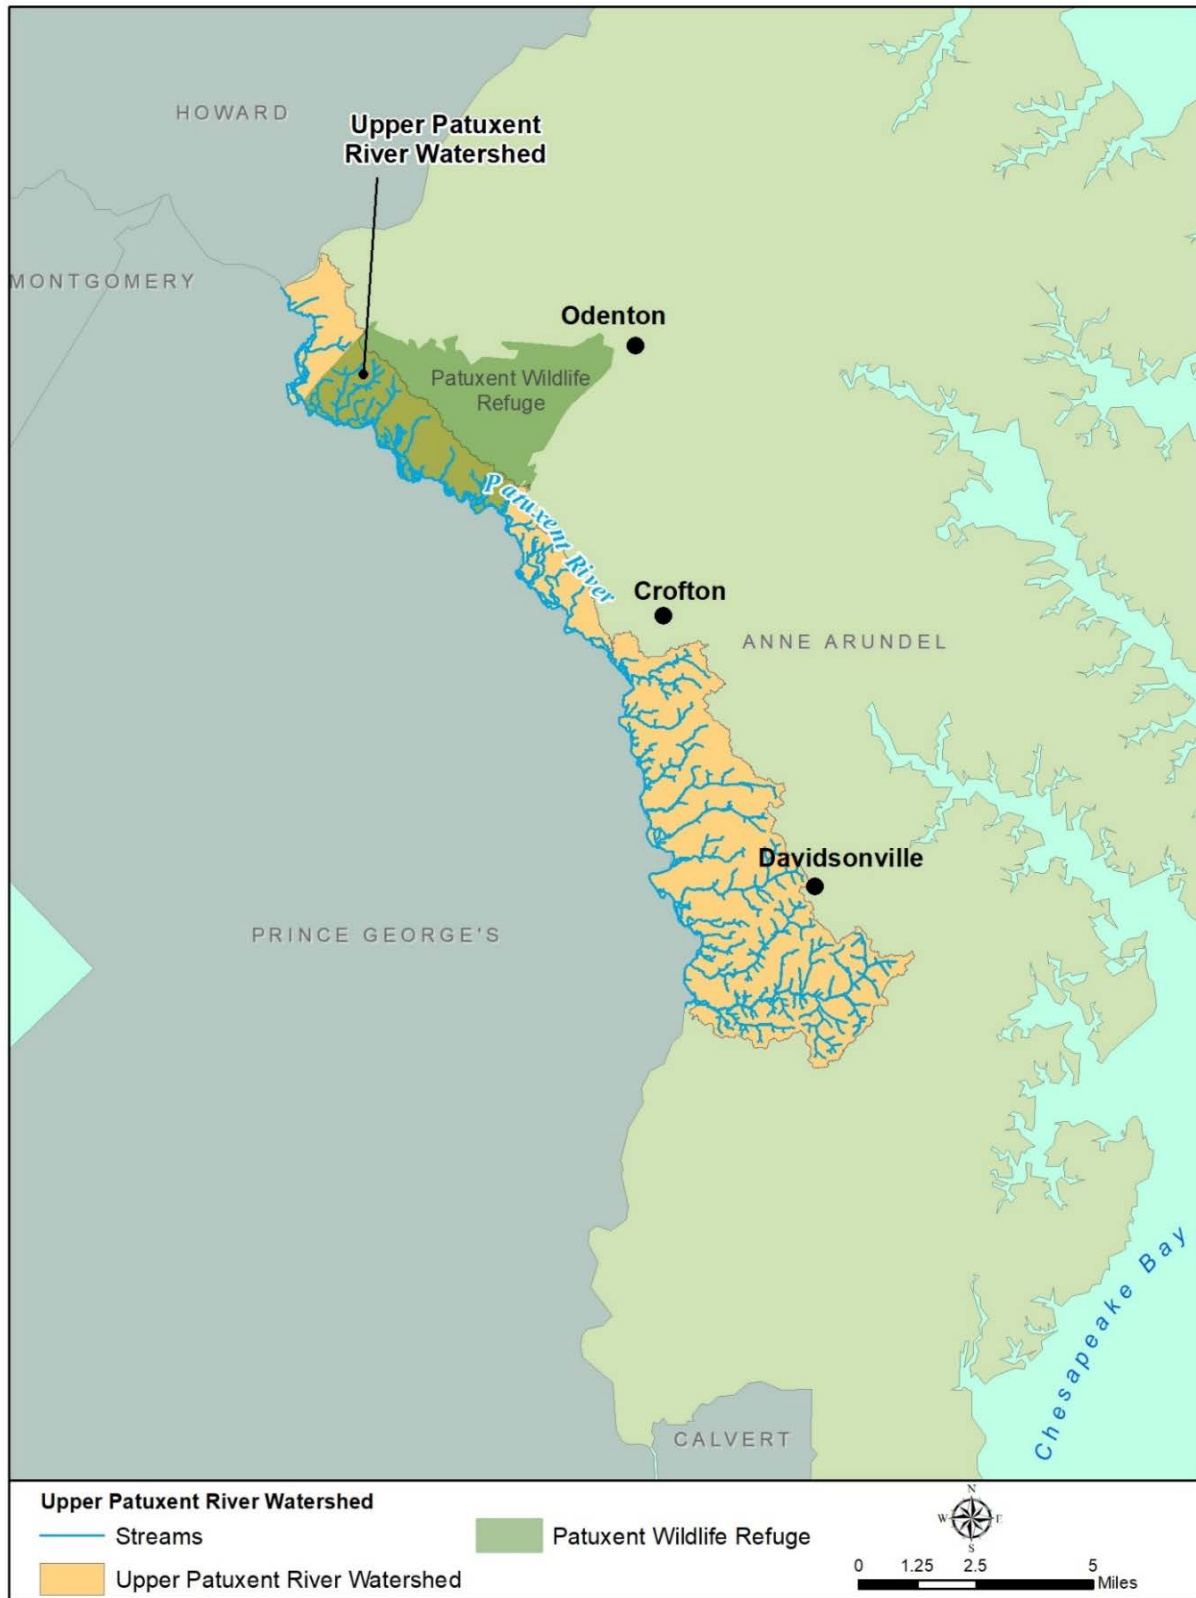 HOWARD
Upper Patuxent
River Watershed
MONTGOMERY
Odenton
Patuxent Wildlife
Refuge
Patuxent River
Crofton
ANNE ARUNDEL
Davidsonville
PRINCE GEORGE'S
Chesapeake Bay
CALVERT
Upper Patuxent River Watershed
Streams
Patuxent Wildlife Refuge
Upper Patuxent River Watershed
N
W E
S
0 1.25 2.5 5
Miles